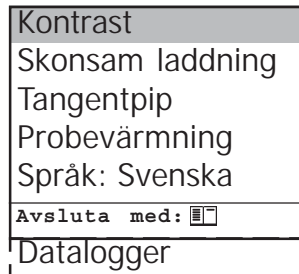 Kontrast
Skonsam laddning
Tangentpip
Probevärmning
Språk: Svenska
Avsluta med:
Datalogger